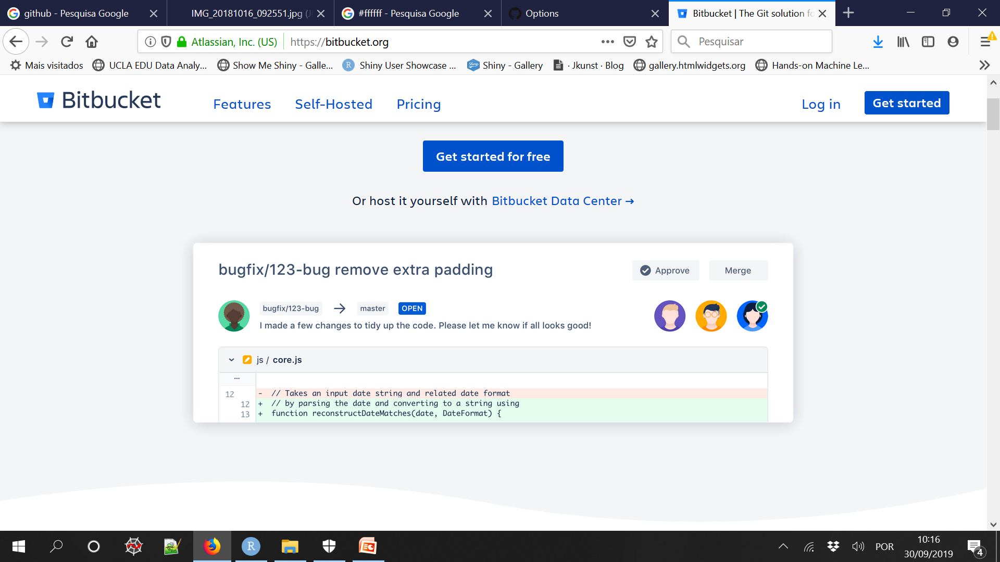 github - Pesquisa Google
IMG_20181016_092551.jpg (J
#ffffff - Pesquisa Google
Options
Bitbucket | The Git solution fo
Atlassian, Inc. (US)
https://bitbucket.org
Pesquisar
Mais visitados
UCLA EDU Data Analy...
Show Me Shiny - Galle...
Shiny User Showcase ...
Shiny - Gallery
· Jkunst · Blog
gallery.htmlwidgets.org
Hands-on Machine Le...
Bitbucket
Features
Self-Hosted
Pricing
Log in
Get started
Get started for free
Or host it yourself with Bitbucket Data Center →
bugfix/123-bug remove extra padding
Approve
Merge
bugfix/123-bug → master OPEN
I made a few changes to tidy up the code. Please let me know if all looks good!
js / core.js
...
12 - // Takes an input date string and related date format
12 + // by parsing the date and converting to a string using
13 + function reconstructDateMatches(date, DateFormat) {
POR
10:16
30/09/2019
4